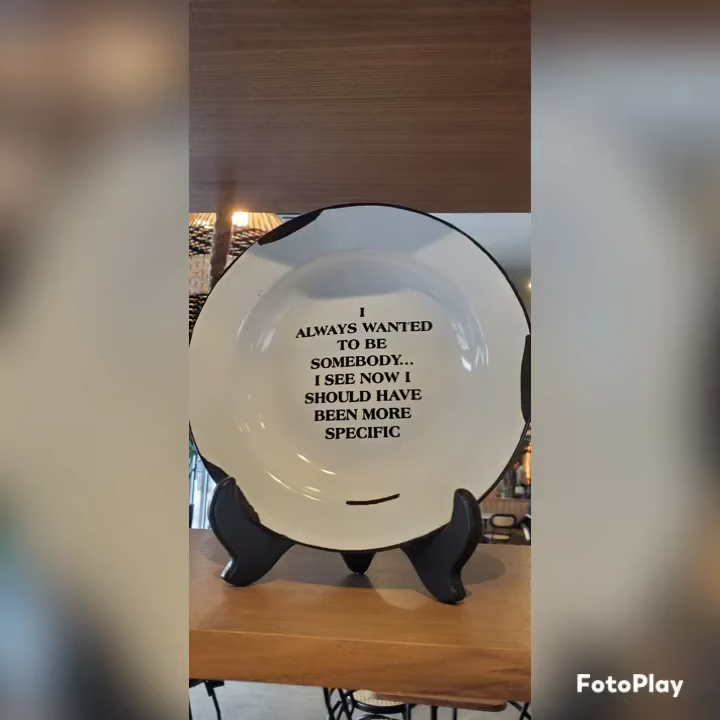 I
ALWAYS WANTED
TO BE
SOMEBODY...
I SEE NOW I
SHOULD HAVE
BEEN MORE
SPECIFIC
FotoPlay